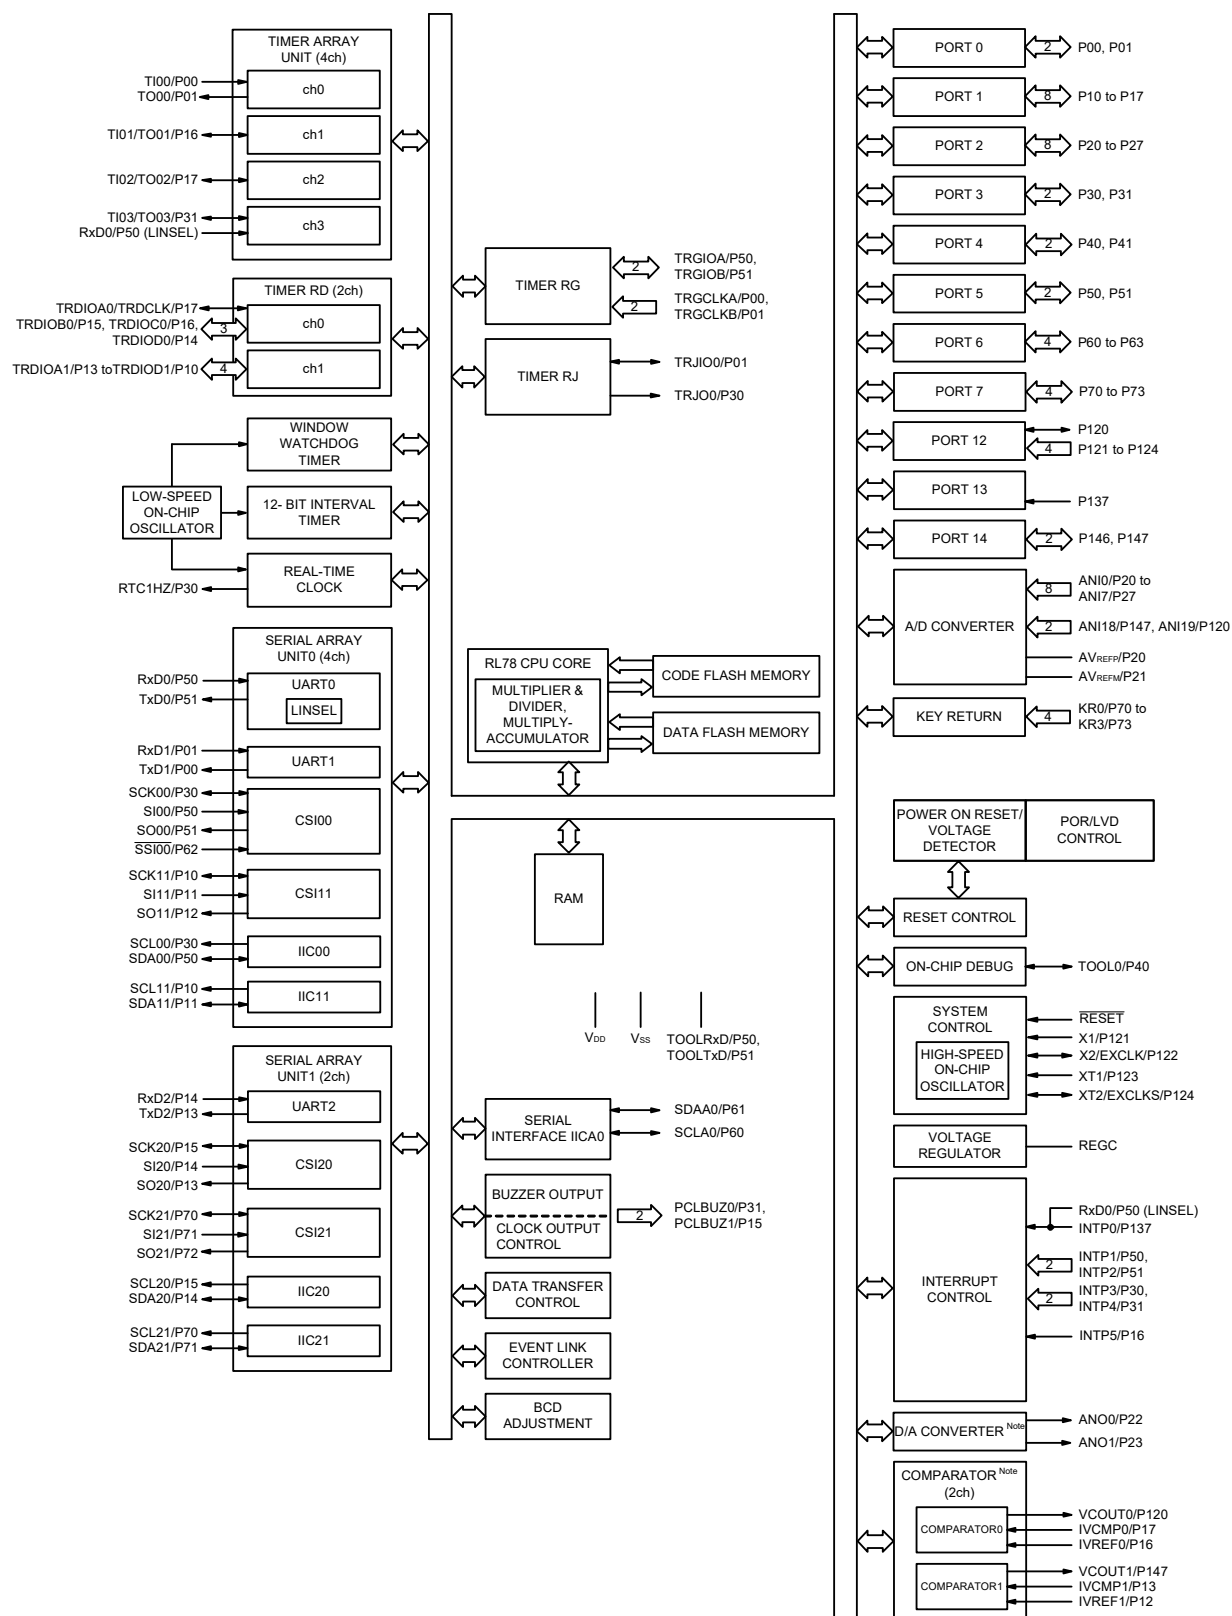 TIMER ARRAY
UNIT (4ch)
TI00/P00
TO00/P01
ch0
TI01/TO01/P16
ch1
TI02/TO02/P17
ch2
TI03/TO03/P31
RxD0/P50 (LINSEL)
ch3
TIMER RD (2ch)
TRDIOA0/TRDCLK/P17
TRDIOB0/P15, TRDIOC0/P16,
TRDIOD0/P14
3
ch0
TRDIOA1/P13 toTRDIOD1/P10
4
ch1
WINDOW
WATCHDOG
TIMER
LOW-SPEED
ON-CHIP
OSCILLATOR
12- BIT INTERVAL
TIMER
RTC1HZ/P30
REAL-TIME
CLOCK
SERIAL ARRAY
UNIT0 (4ch)
RxD0/P50
TxD0/P51
UART0
LINSEL
RxD1/P01
TxD1/P00
UART1
SCK00/P30
SI00/P50
SO00/P51
SSI00/P62
CSI00
SCK11/P10
SI11/P11
SO11/P12
CSI11
SCL00/P30
SDA00/P50
IIC00
SCL11/P10
SDA11/P11
IIC11
SERIAL ARRAY
UNIT1 (2ch)
RxD2/P14
TxD2/P13
UART2
SCK20/P15
SI20/P14
SO20/P13
CSI20
SCK21/P70
SI21/P71
SO21/P72
CSI21
SCL20/P15
SDA20/P14
IIC20
SCL21/P70
SDA21/P71
IIC21
TIMER RG
2
TRGIOA/P50,
TRGIOB/P51
2
TRGCLKA/P00,
TRGCLKB/P01
TIMER RJ
TRJIO0/P01
TRJO0/P30
RL78 CPU CORE
MULTIPLIER &
DIVIDER,
MULTIPLY-
ACCUMULATOR
CODE FLASH MEMORY
DATA FLASH MEMORY
RAM
VDD
VSS
TOOLRxD/P50,
TOOLTxD/P51
SERIAL
INTERFACE IICA0
SDAA0/P61
SCLA0/P60
BUZZER OUTPUT
CLOCK OUTPUT
CONTROL
2
PCLBUZ0/P31,
PCLBUZ1/P15
DATA TRANSFER
CONTROL
EVENT LINK
CONTROLLER
BCD
ADJUSTMENT
PORT 0
2
P00, P01
PORT 1
8
P10 to P17
PORT 2
8
P20 to P27
PORT 3
2
P30, P31
PORT 4
2
P40, P41
PORT 5
2
P50, P51
PORT 6
4
P60 to P63
PORT 7
4
P70 to P73
PORT 12
P120
4
P121 to P124
PORT 13
P137
PORT 14
2
P146, P147
A/D CONVERTER
8
ANI0/P20 to
ANI7/P27
2
ANI18/P147, ANI19/P120
AVREFP/P20
AVREFM/P21
KEY RETURN
4
KR0/P70 to
KR3/P73
POWER ON RESET/
VOLTAGE
DETECTOR
POR/LVD
CONTROL
RESET CONTROL
ON-CHIP DEBUG
TOOL0/P40
SYSTEM
CONTROL
HIGH-SPEED
ON-CHIP
OSCILLATOR
RESET
X1/P121
X2/EXCLK/P122
XT1/P123
XT2/EXCLKS/P124
VOLTAGE
REGULATOR
REGC
INTERRUPT
CONTROL
RxD0/P50 (LINSEL)
INTP0/P137
2
INTP1/P50,
INTP2/P51
2
INTP3/P30,
INTP4/P31
INTP5/P16
D/A CONVERTER Note
ANO0/P22
ANO1/P23
COMPARATOR Note
(2ch)
COMPARATOR0
VCOUT0/P120
IVCMP0/P17
IVREF0/P16
COMPARATOR1
VCOUT1/P147
IVCMP1/P13
IVREF1/P12